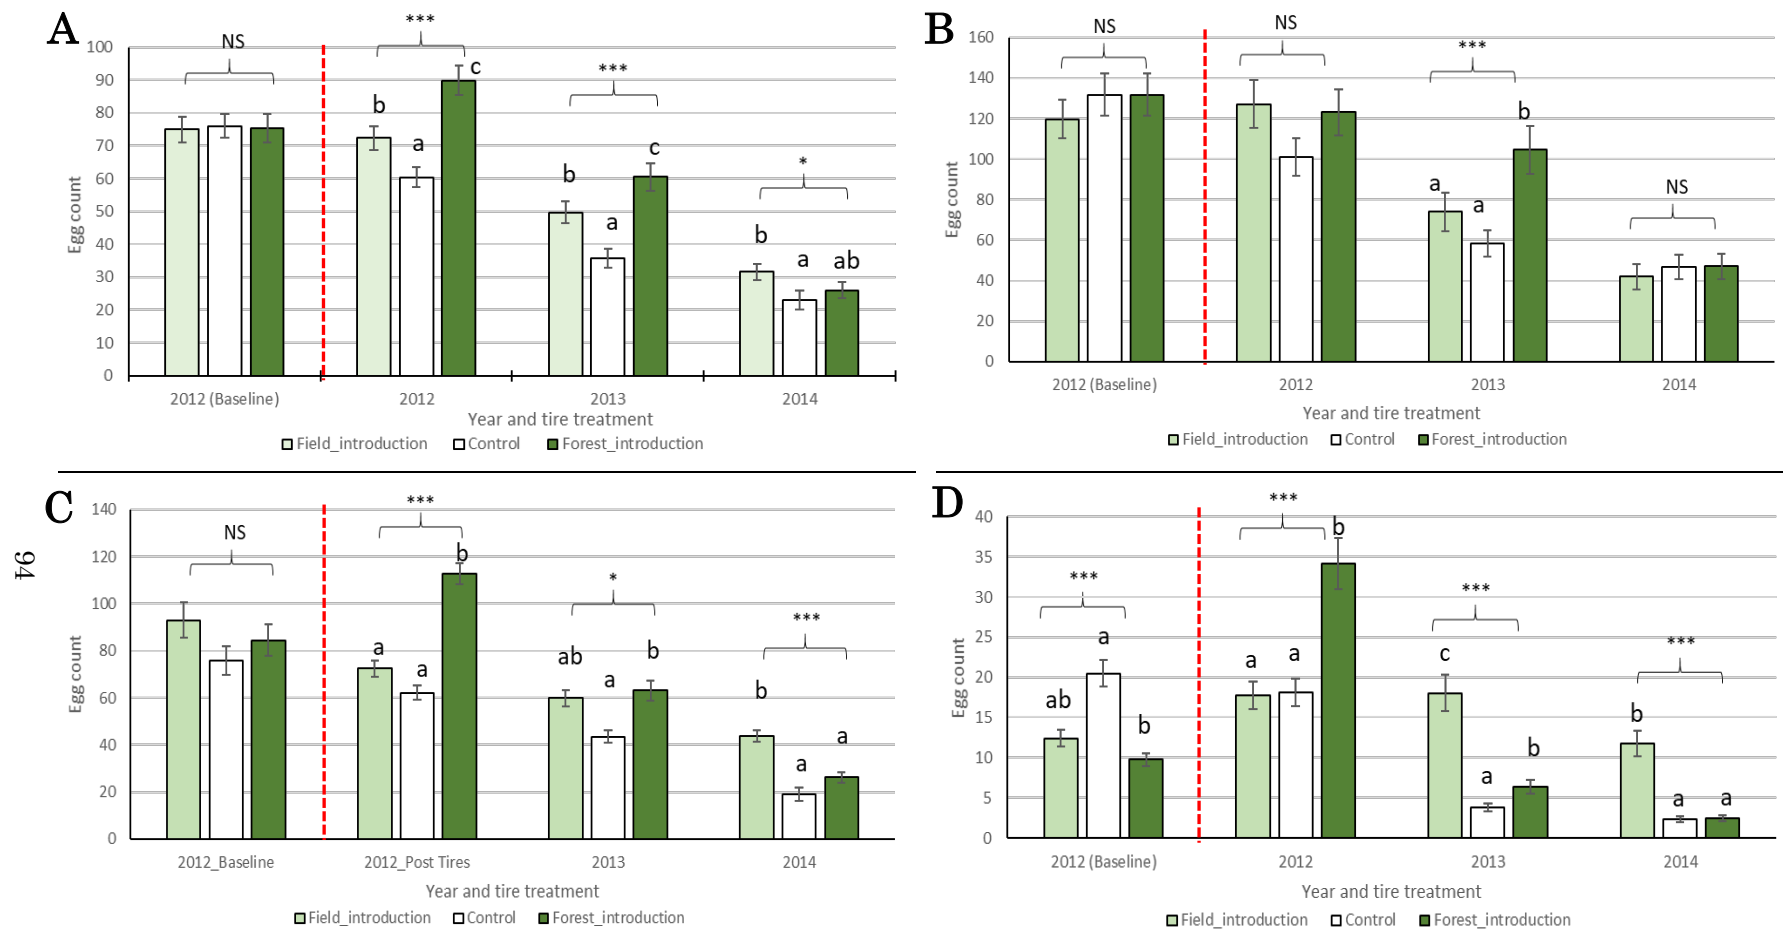 A
NS
***
c
***
b
a
b
a
c
*
b
a
ab
100
90
80
70
60
50
40
30
20
10
0
Egg count
2012 (Baseline) 2012 2013 2014
Year and tire treatment
Field_introduction Control Forest_introduction
B
NS
NS
***
a
a
b
NS
160
140
120
100
80
60
40
20
0
Egg count
2012 (Baseline) 2012 2013 2014
Year and tire treatment
Field_introduction Control Forest_introduction
94
C
NS
***
a
a
b
*
ab
a
b
***
b
a
a
140
120
100
80
60
40
20
0
Egg count
2012_Baseline 2012_Post Tires 2013 2014
Year and tire treatment
Field_introduction Control Forest_introduction
D
***
ab
a
b
***
a
a
b
***
c
a
b
***
b
a
a
40
35
30
25
20
15
10
5
0
Egg count
2012 (Baseline) 2012 2013 2014
Year and tire treatment
Field_introduction Control Forest_introduction